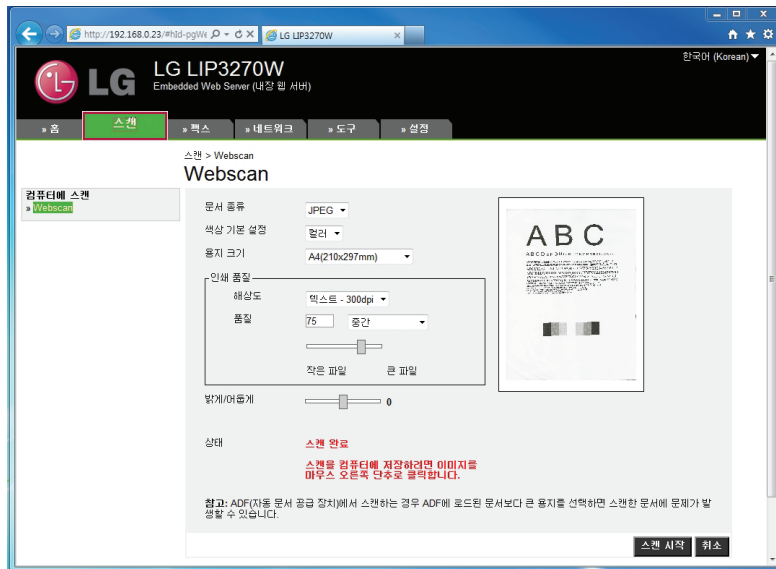 http://192.168.0.23/#hId-pgWe
LG LIP3270W
한국어 (Korean)
LG
LG LIP3270W
Embedded Web Server (내장 웹 서버)
» 홈
스캔
» 팩스
» 네트워크
» 도구
» 설정
스캔 > Webscan
Webscan
컴퓨터에 스캔
» Webscan
문서 종류
JPEG
색상 기본 설정
컬러
용지 크기
A4(210x297mm)
인쇄 품질
해상도
텍스트 - 300dpi
품질
75
중간
작은 파일
큰 파일
밝게/어둡게
0
A B C
상태
스캔 완료
스캔을 컴퓨터에 저장하려면 이미지를
마우스 오른쪽 단추로 클릭합니다.
참고: ADF(자동 문서 공급 장치)에서 스캔하는 경우 ADF에 로드된 문서보다 큰 용지를 선택하면 스캔한 문서에 문제가 발
생할 수 있습니다.
스캔 시작
취소